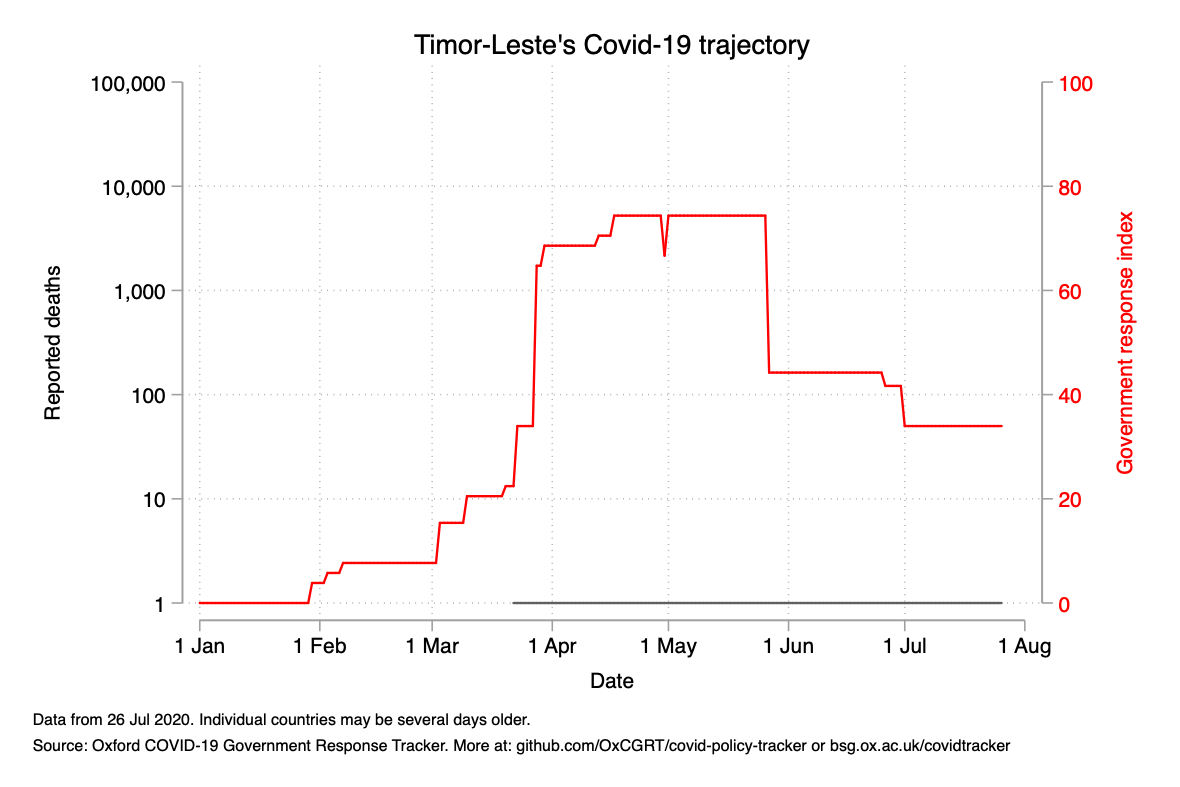 Timor-Leste's Covid-19 trajectory
100,000
10,000
1,000
100
10
1
Reported deaths
100
80
60
40
20
0
Government response index
1 Jan
1 Feb
1 Mar
1 Apr
1 May
1 Jun
1 Jul
1 Aug
Date
Data from 26 Jul 2020. Individual countries may be several days older.
Source: Oxford COVID-19 Government Response Tracker. More at: github.com/OxCGRT/covid-policy-tracker or bsg.ox.ac.uk/covidtracker